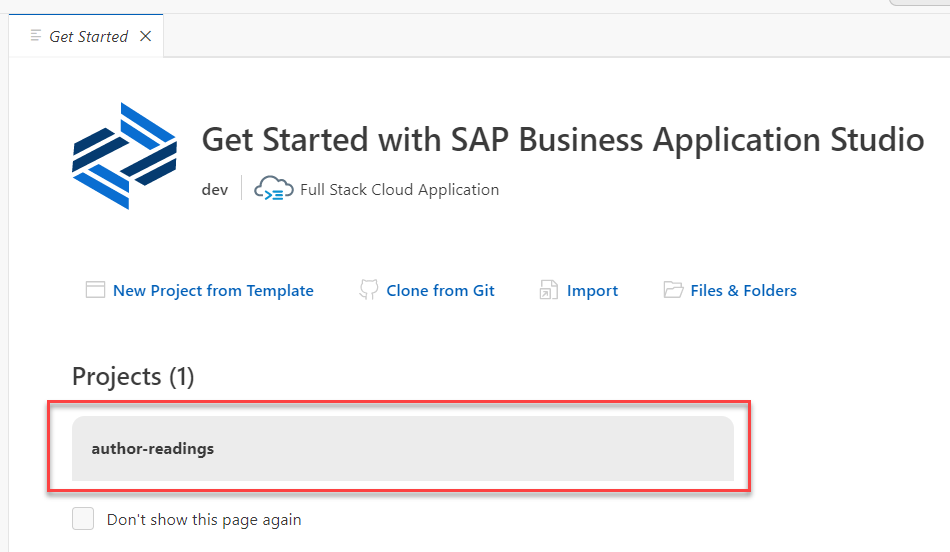 Get Started
Get Started with SAP Business Application Studio
dev Full Stack Cloud Application
New Project from Template Clone from Git Import Files & Folders
Projects (1)
author-readings
Don't show this page again